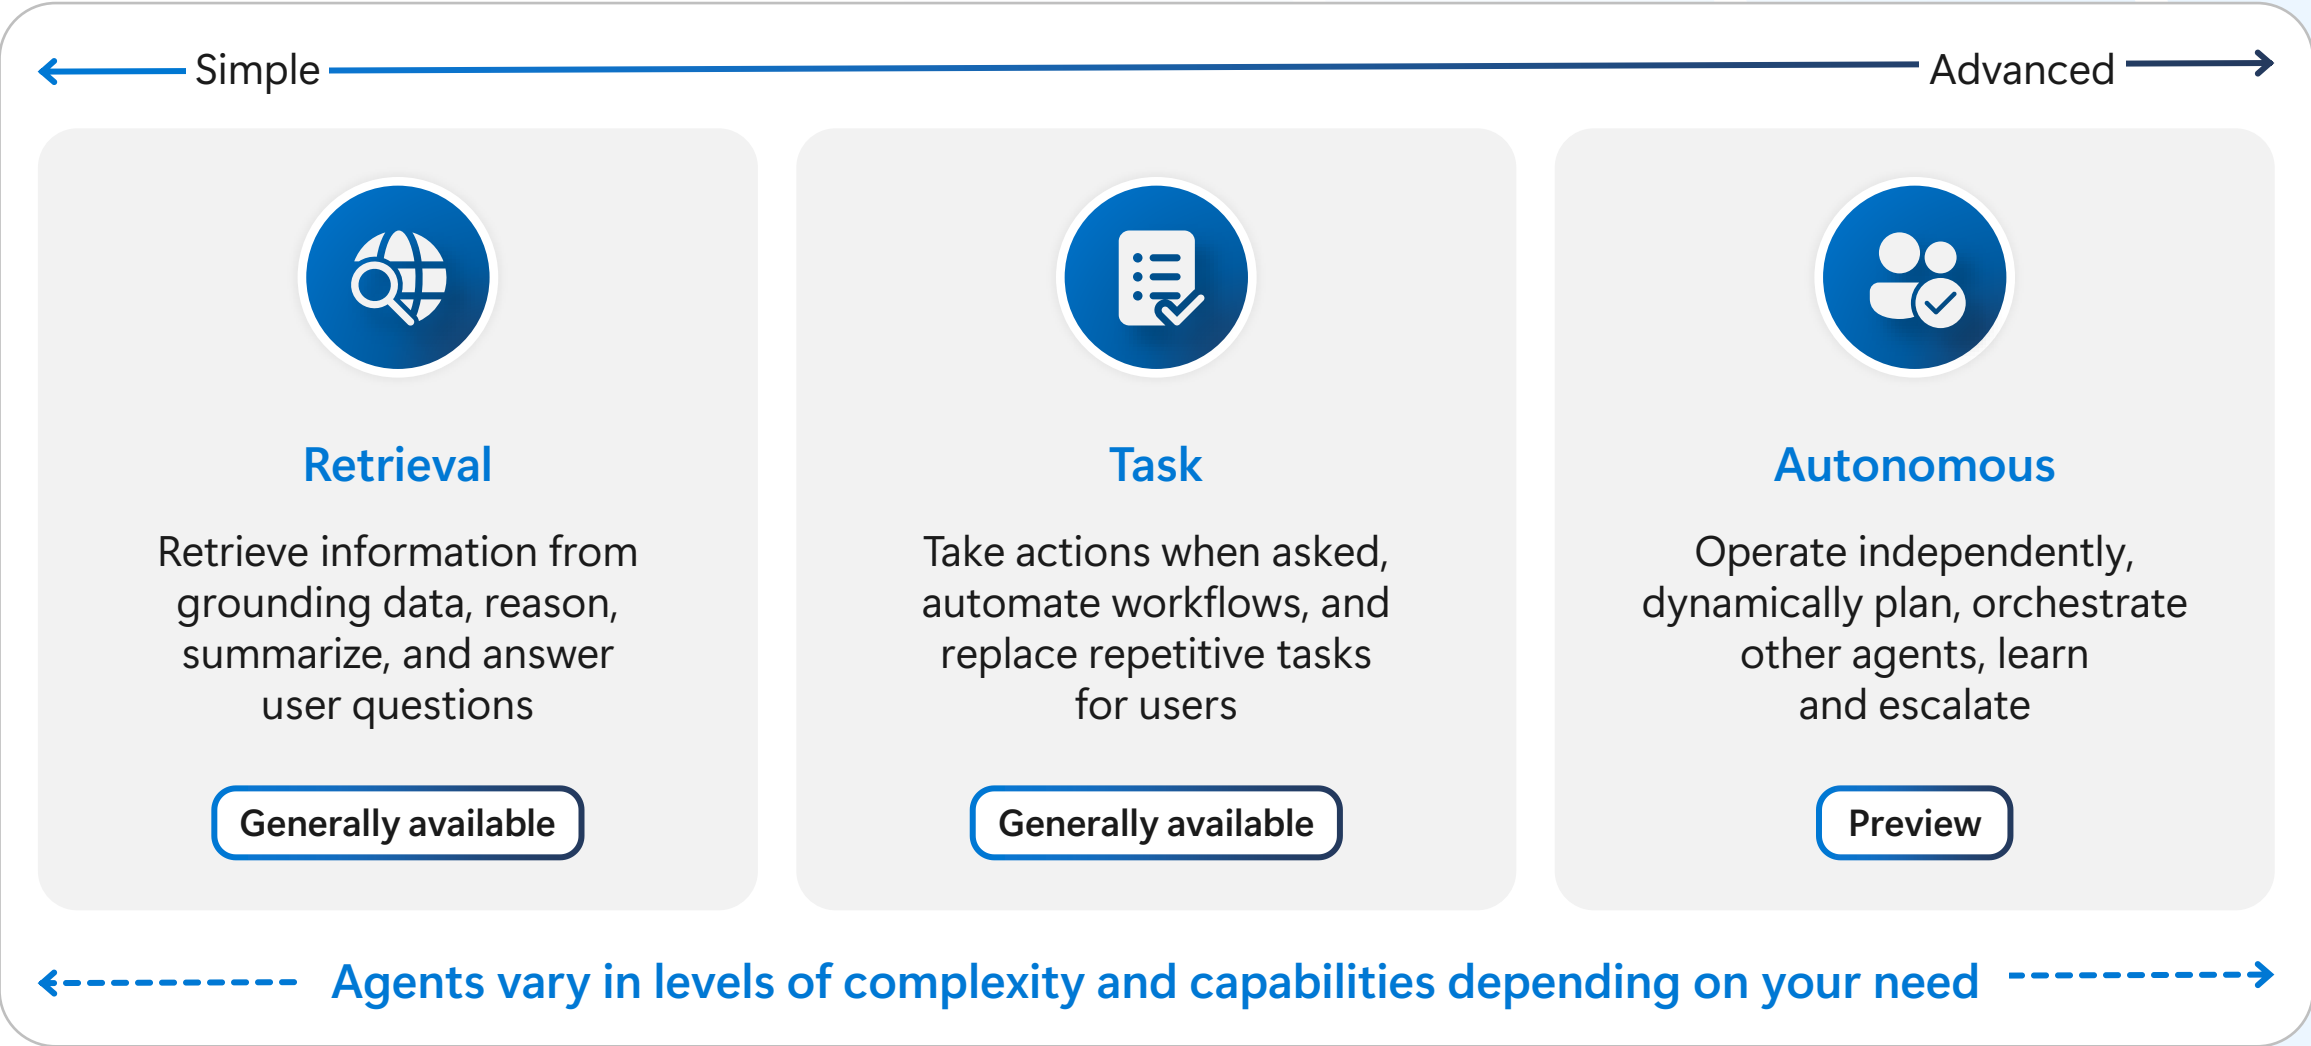 Simple
Advanced
Retrieval
Retrieve information from
grounding data, reason,
summarize, and answer
user questions
Generally available
Task
Take actions when asked,
automate workflows, and
replace repetitive tasks
for users
Generally available
Autonomous
Operate independently,
dynamically plan, orchestrate
other agents, learn
and escalate
Preview
Agents vary in levels of complexity and capabilities depending on your need